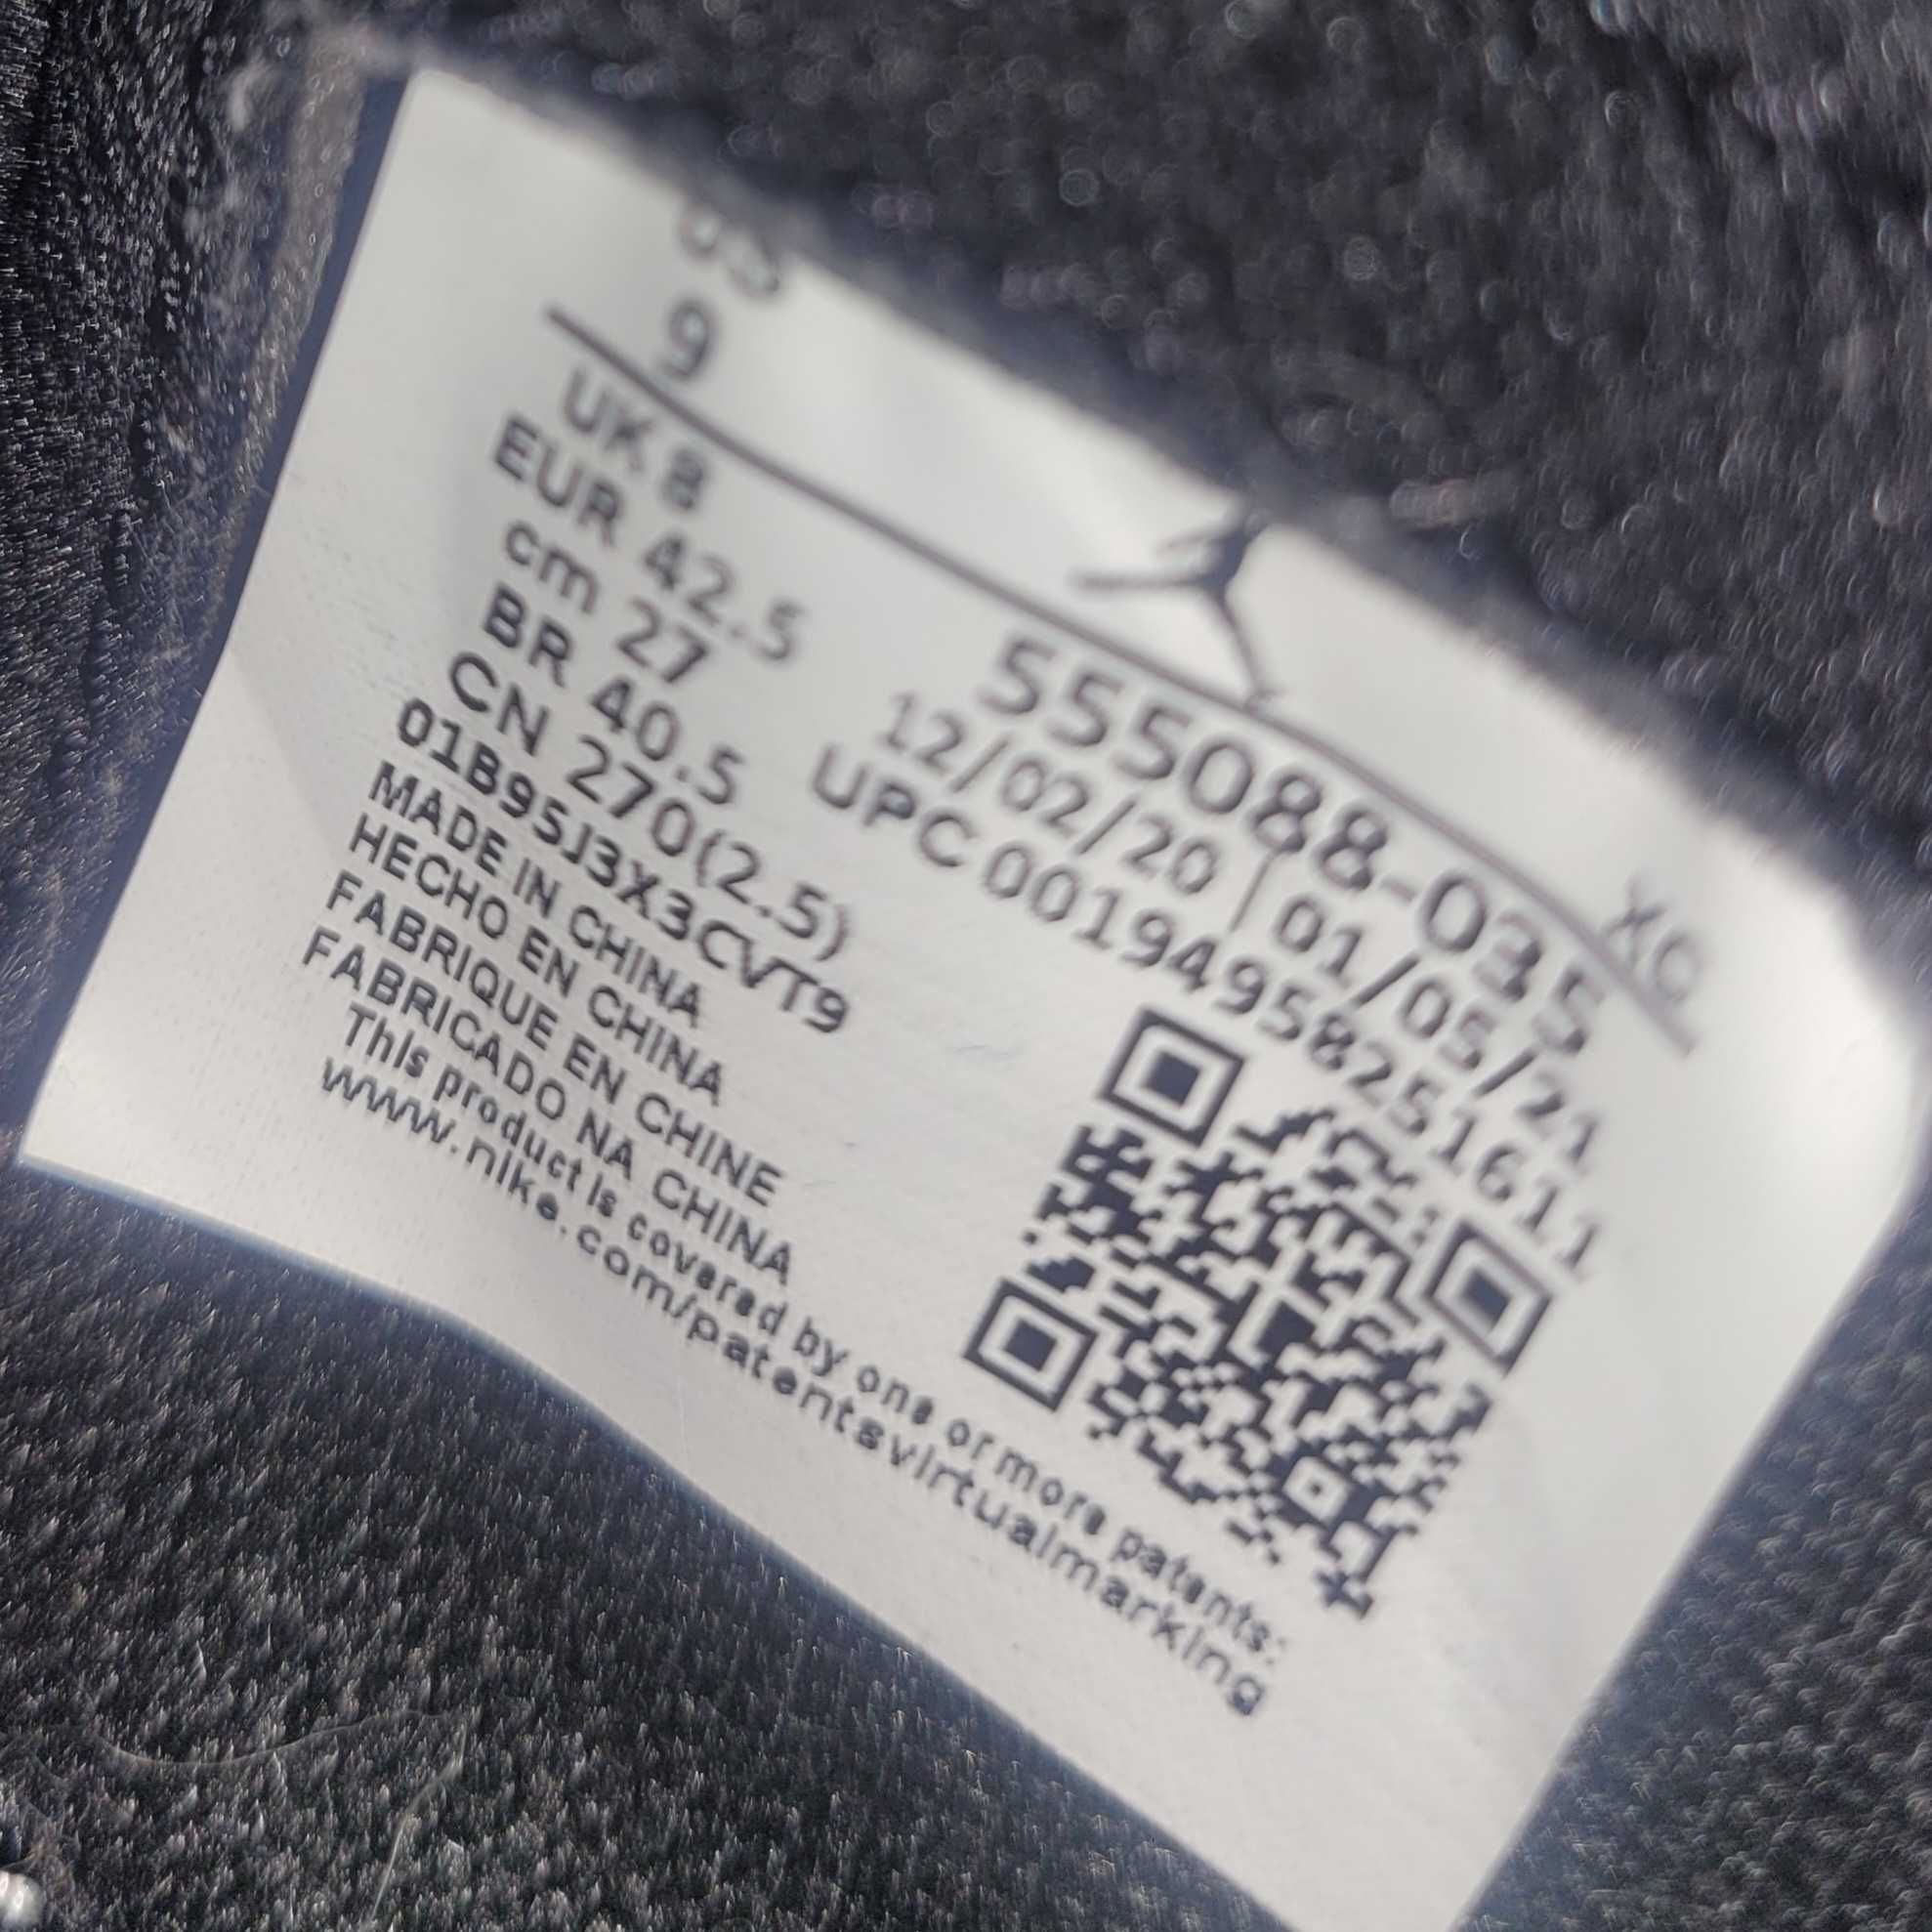 US
9
XC
UK 8
EUR 42.5
cm 27
BR 40.5
CN 270(2.5)
01B95J3X3CVT9
MADE IN CHINA
HECHO EN CHINA
FABRIQUE EN CHINE
FABRICADO NA CHINA
This product is covered by one or more patents:
www.nike.com/patentsvirtualmarking
555088-035
12/02/20 | 01/05/21
UPC 00194958251611